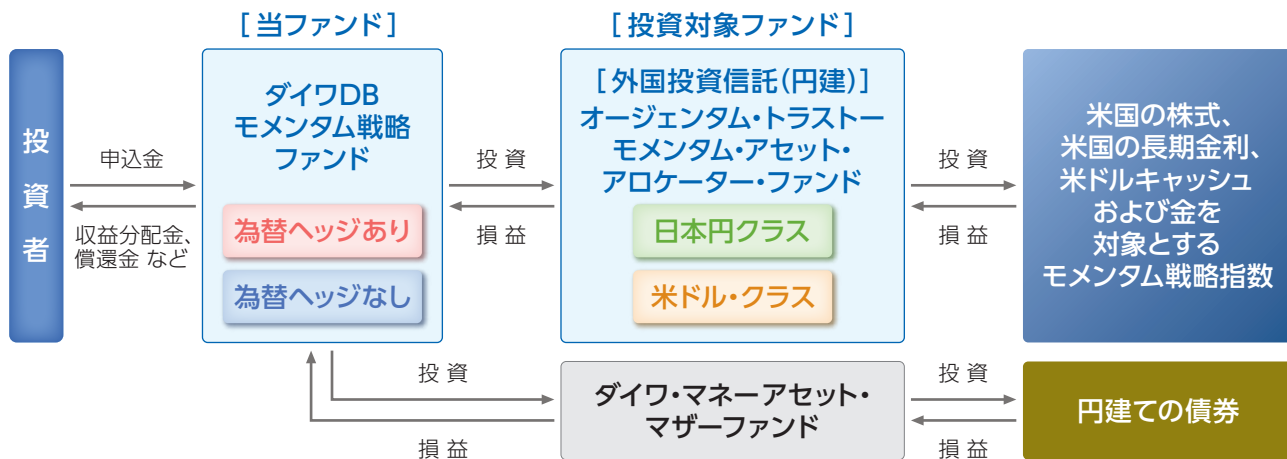 [当ファンド]
[投資対象ファンド]
投資者
申込金
収益分配金、
償還金 など
ダイワDB
モメンタム戦略
ファンド
為替ヘッジあり
為替ヘッジなし
投 資
損 益
[外国投資信託(円建)]
オージェンタム・トラストー
モメンタム・アセット・
アロケーター・ファンド
日本円クラス
米ドル・クラス
投 資
損 益
米国の株式、
米国の長期金利、
米ドルキャッシュ
および金を
対象とする
モメンタム戦略指数
投 資
損 益
ダイワ・マネーアセット・
マザーファンド
投 資
損 益
円建ての債券